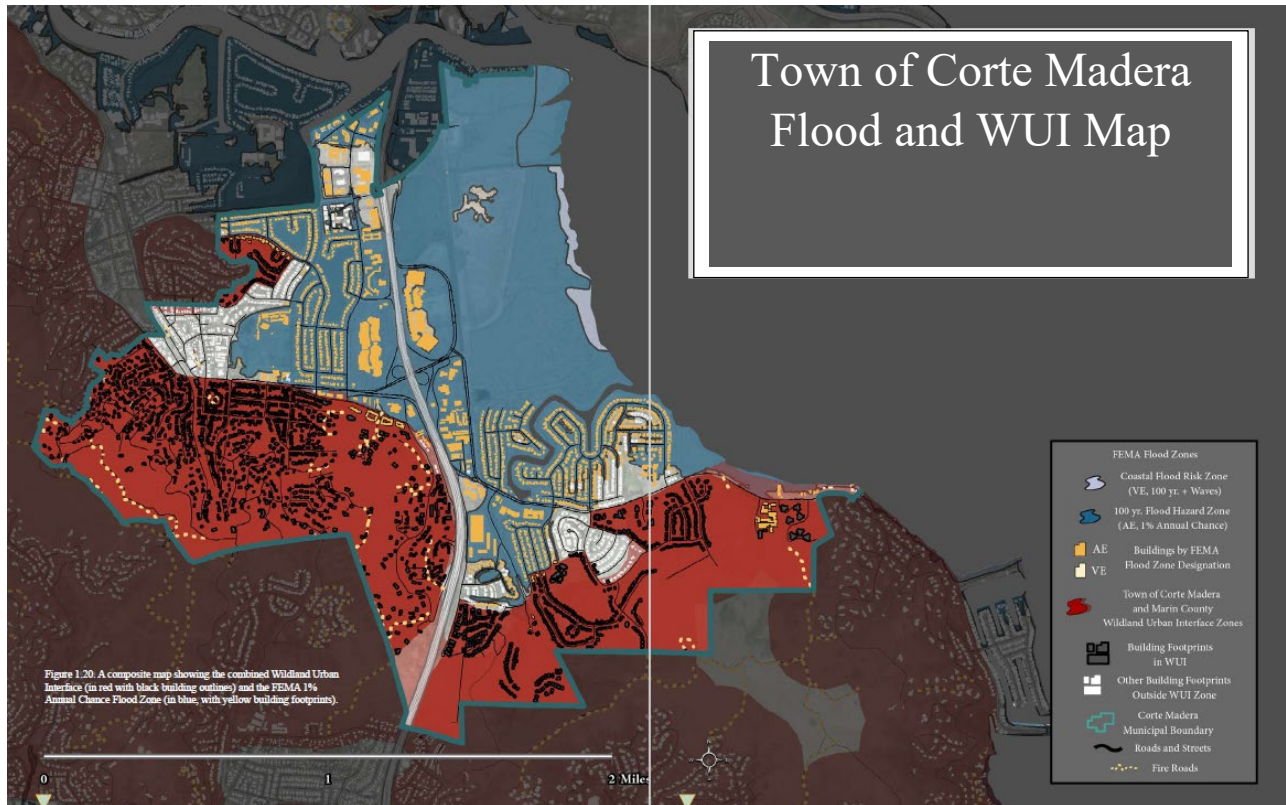 Town of Corte Madera
Flood and WUI Map
FEMA Flood Zones
Coastal Flood Risk Zone
(VE, 100 yr. + Waves)
100 yr. Flood Hazard Zone
(AE, 1% Annual Chance)
AE
VE
Buildings by FEMA
Flood Zone Designation
Town of Corte Madera
and Marin County
Wildland Urban Interface Zones
Building Footprints
in WUI
Other Building Footprints
Outside WUI Zone
Corte Madera
Municipal Boundary
Roads and Streets
Fire Roads
Figure 1:20: A composite map showing the combined Wildland Urban
Interface (in red with black building outlines) and the FEMA 1%
Annual Chance Flood Zone (in blue, with yellow building footprints).
0
1
2 Miles
N
W
E
S